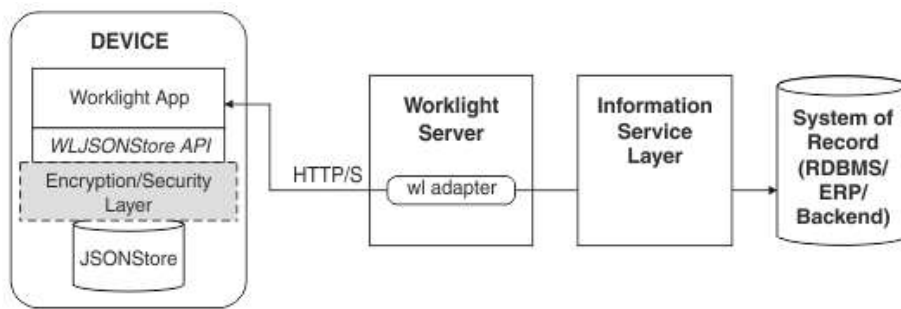 DEVICE
Worklight App
WLJSONStore API
Encryption/Security
Layer
JSONStore
HTTP/S
Worklight
Server
wl adapter
Information
Service
Layer
System of
Record
(RDBMS/
ERP/
Backend)